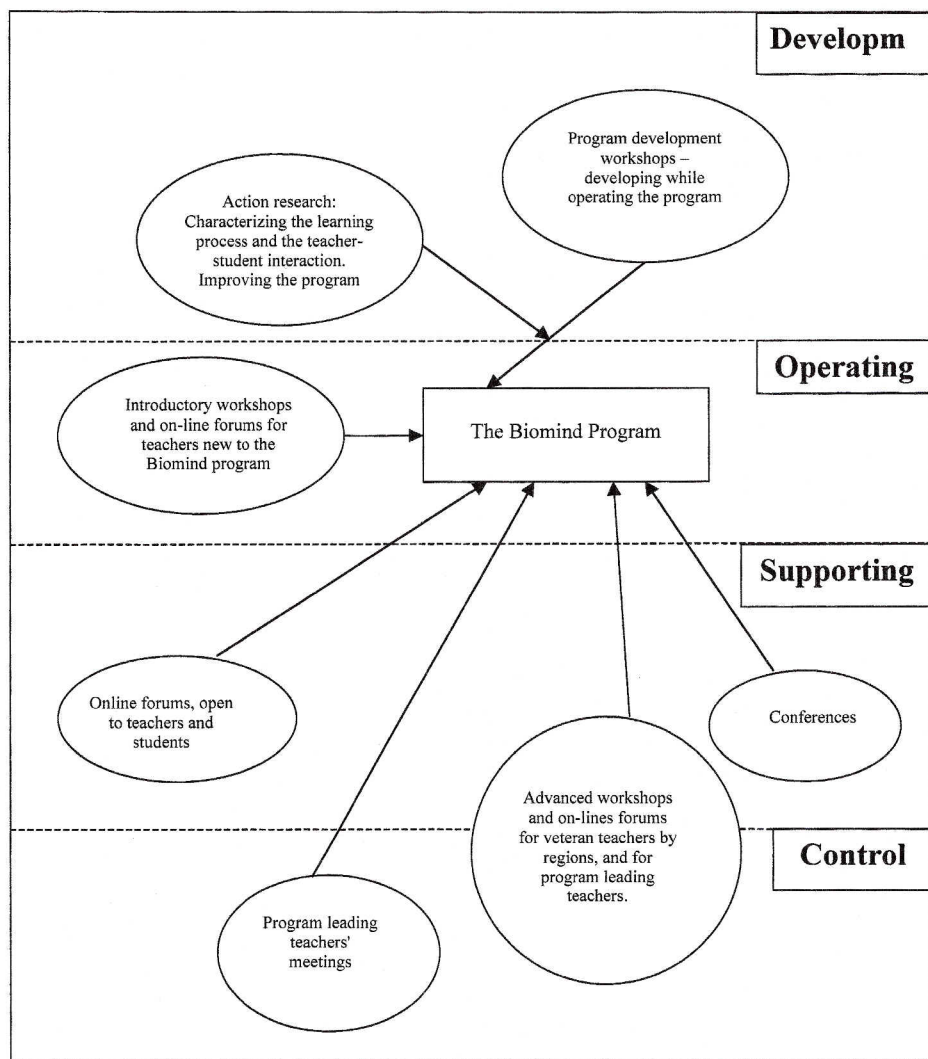 Developm
Program development
workshops –
developing while
operating the program
Action research:
Characterizing the learning
process and the teacher-
student interaction.
Improving the program
Operating
Introductory workshops
and on-line forums for
teachers new to the
Biomind program
The Biomind Program
Supporting
Online forums, open
to teachers and
students
Conferences
Advanced workshops
and on-lines forums
for veteran teachers by
regions, and for
program leading
teachers.
Control
Program leading
teachers'
meetings